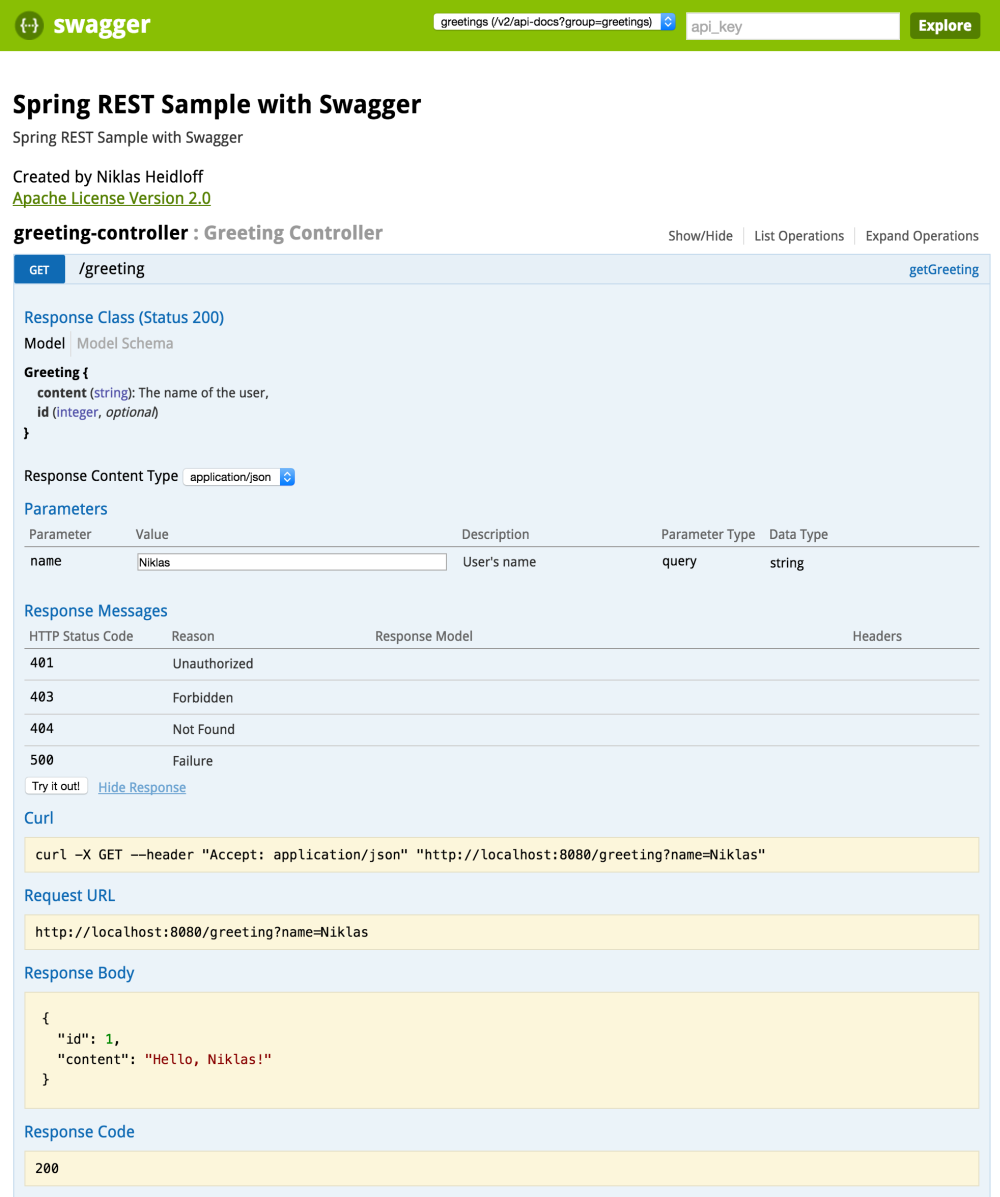 {···} swagger greetings (/v2/api-docs?group=greetings) api_key Explore
Spring REST Sample with Swagger
Spring REST Sample with Swagger
Created by Niklas Heidloff
Apache License Version 2.0
greeting-controller : Greeting Controller Show/Hide List Operations Expand Operations
GET /greeting getGreeting
Response Class (Status 200)
Model Model Schema
Greeting {
content (string): The name of the user,
id (integer, optional)
}
Response Content Type application/json
Parameters
Parameter Value Description Parameter Type Data Type
name Niklas User's name query string
Response Messages
HTTP Status Code Reason Response Model Headers
401 Unauthorized
403 Forbidden
404 Not Found
500 Failure
Try it out! Hide Response
Curl
curl -X GET --header "Accept: application/json" "http://localhost:8080/greeting?name=Niklas"
Request URL
http://localhost:8080/greeting?name=Niklas
Response Body
{
"id": 1,
"content": "Hello, Niklas!"
}
Response Code
200